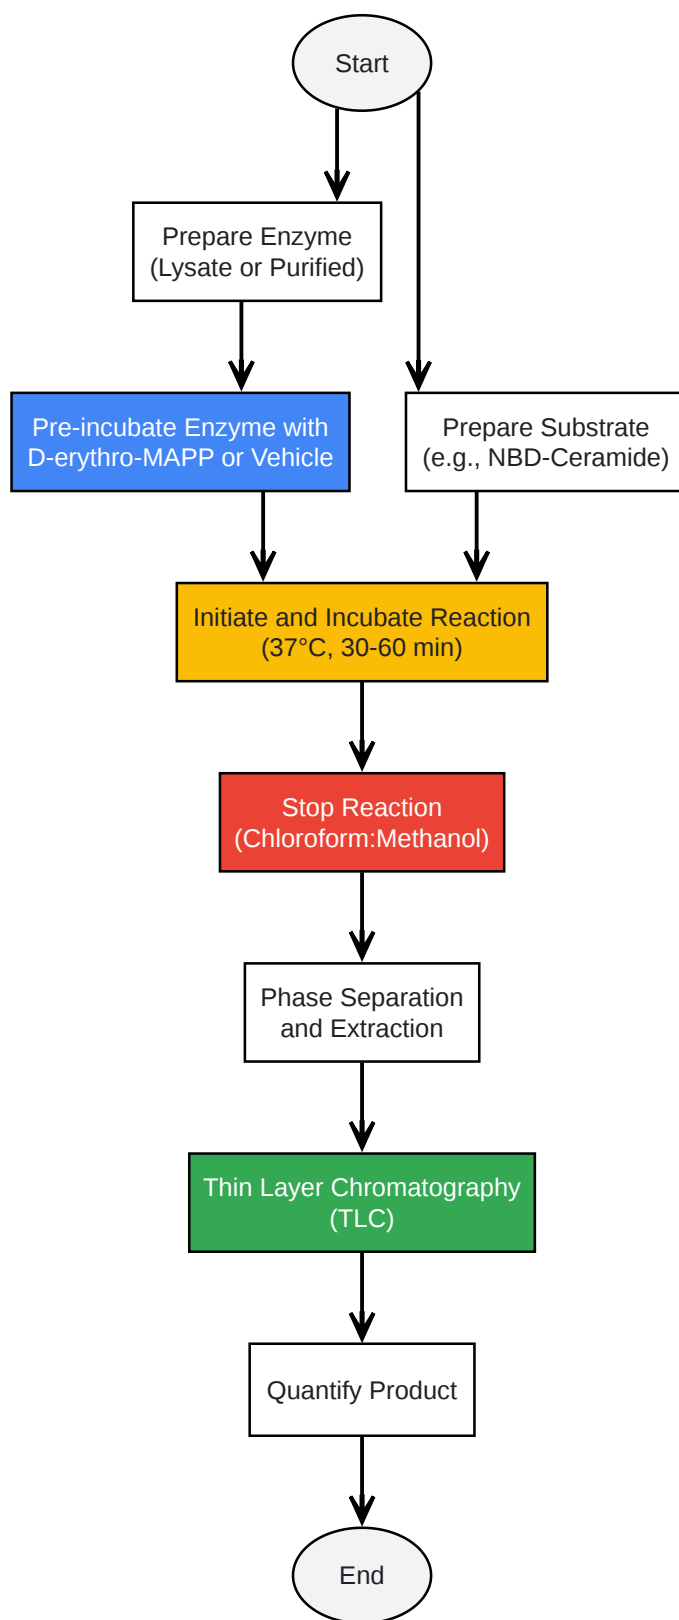 Start
Prepare Enzyme
(Lysate or Purified)
Pre-incubate Enzyme with
D-erythro-MAPP or Vehicle
Prepare Substrate
(e.g., NBD-Ceramide)
Initiate and Incubate Reaction
(37°C, 30-60 min)
Stop Reaction
(Chloroform:Methanol)
Phase Separation
and Extraction
Thin Layer Chromatography
(TLC)
Quantify Product
End